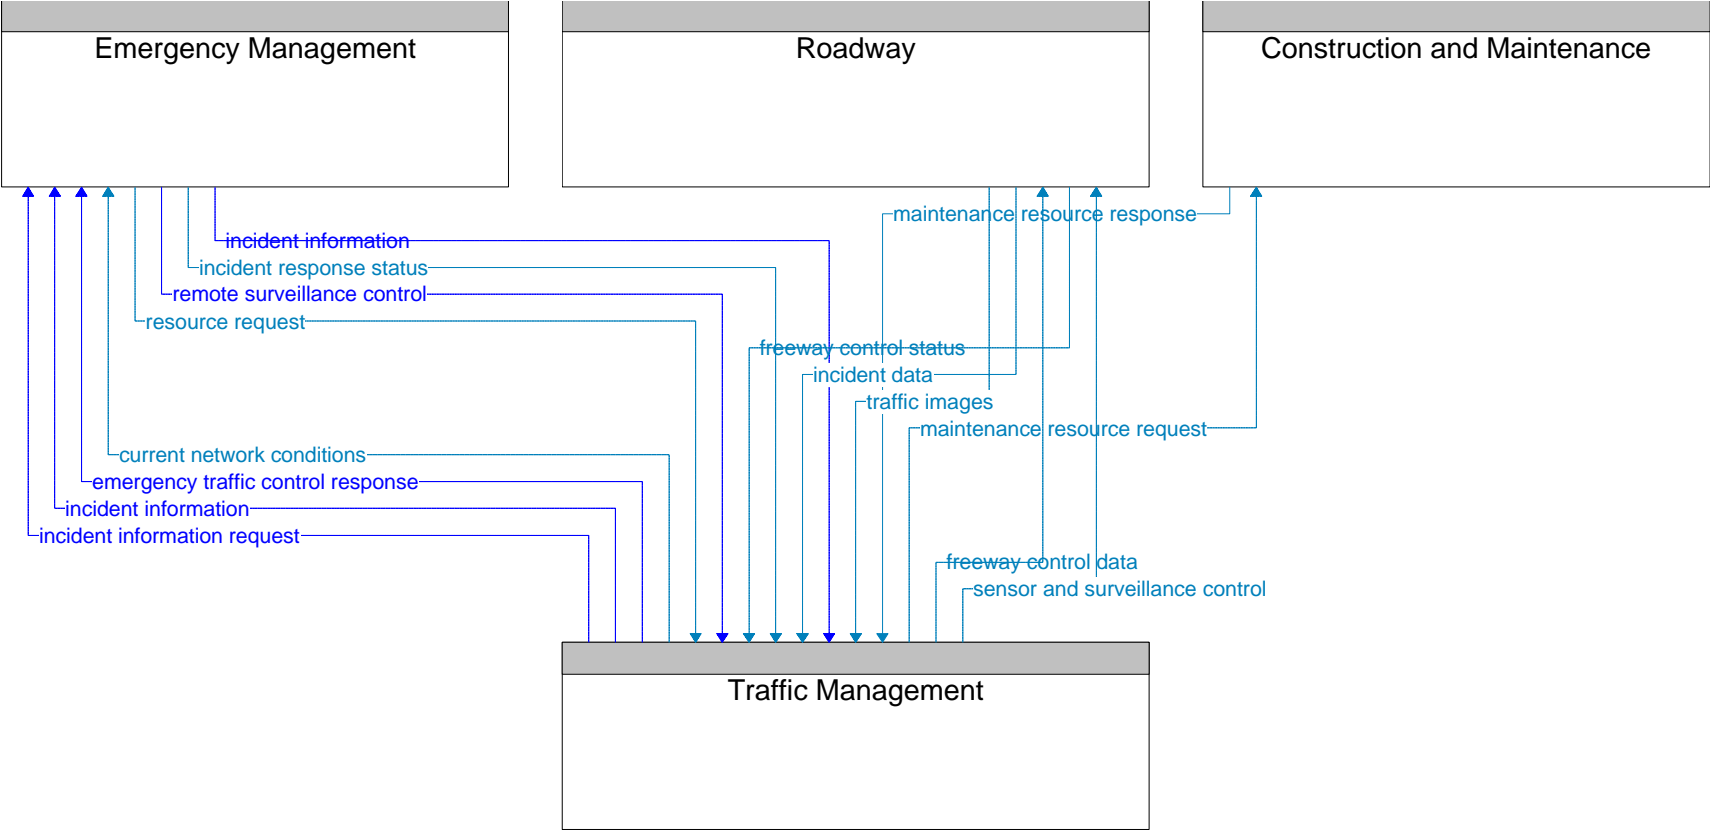 Emergency Management
Roadway
Construction and Maintenance
maintenance resource response
incident information
incident response status
remote surveillance control
resource request
freeway control status
incident data
traffic images
maintenance resource request
current network conditions
emergency traffic control response
incident information
incident information request
freeway control data
sensor and surveillance control
Traffic Management